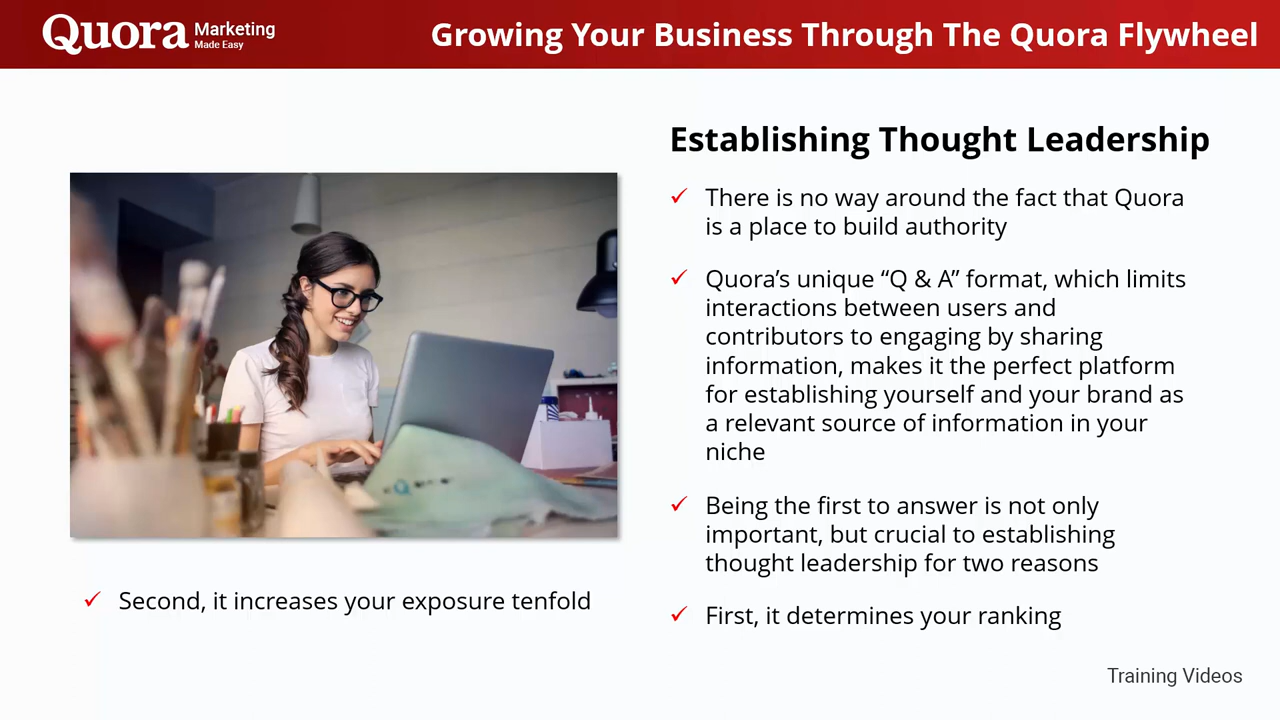 Quora Marketing
Made Easy
Growing Your Business Through The Quora Flywheel
Establishing Thought Leadership
✓ There is no way around the fact that Quora
is a place to build authority
✓ Quora’s unique “Q & A” format, which limits
interactions between users and
contributors to engaging by sharing
information, makes it the perfect platform
for establishing yourself and your brand as
a relevant source of information in your
niche
✓ Being the first to answer is not only
important, but crucial to establishing
thought leadership for two reasons
✓ First, it determines your ranking
✓ Second, it increases your exposure tenfold
Training Videos